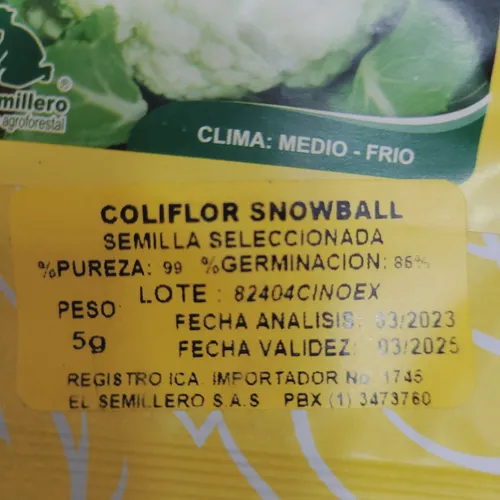 millero
agroforestal
®
CLIMA: MEDIO - FRIO
COLIFLOR SNOWBALL
SEMILLA SELECCIONADA
%PUREZA: 99 %GERMINACION: 85%
LOTE : 82404CINOEX
PESO
5g
FECHA ANALISIS: 03/2023
FECHA VALIDEZ: 03/2025
REGISTRO ICA IMPORTADOR No. 1745
EL SEMILLERO S.A.S PBX (1) 3473760